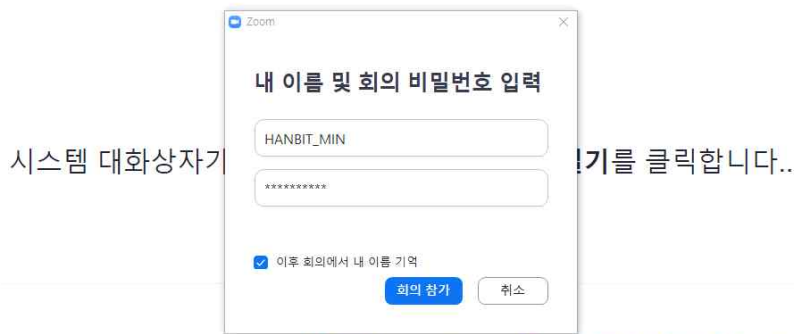 Zoom
내 이름 및 회의 비밀번호 입력
HANBIT_MIN
시스템 대화상자가 기를 클릭합니다..
**********
이후 회의에서 내 이름 기억
회의 참가 취소